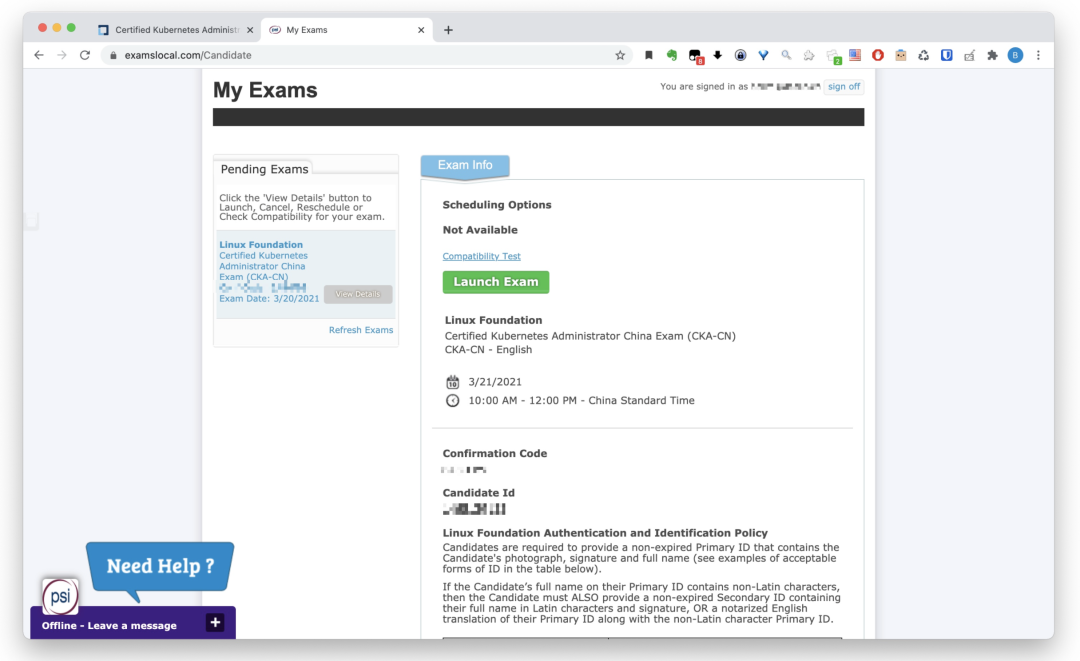 Certified Kubernetes Administr
My Exams
examslocal.com/Candidate
8
2
B
My Exams
You are signed in as
sign off
Pending Exams
Click the 'View Details' button to
Launch, Cancel, Reschedule or
Check Compatibility for your exam.
Linux Foundation
Certified Kubernetes
Administrator China
Exam (CKA-CN)
Exam Date: 3/20/2021
View Details
Refresh Exams
Exam Info
Scheduling Options
Not Available
Compatibility Test
Launch Exam
Linux Foundation
Certified Kubernetes Administrator China Exam (CKA-CN)
CKA-CN - English
3/21/2021
10:00 AM - 12:00 PM - China Standard Time
Confirmation Code
Candidate Id
Linux Foundation Authentication and Identification Policy
Candidates are required to provide a non-expired Primary ID that contains the
Candidate's photograph, signature and full name (see examples of acceptable
forms of ID in the table below).
If the Candidate's full name on their Primary ID contains non-Latin characters,
then the Candidate must ALSO provide a non-expired Secondary ID containing
their full name in Latin characters and signature, OR a notarized English
translation of their Primary ID along with the non-Latin character Primary ID.
Need Help ?
psi
Offline - Leave a message